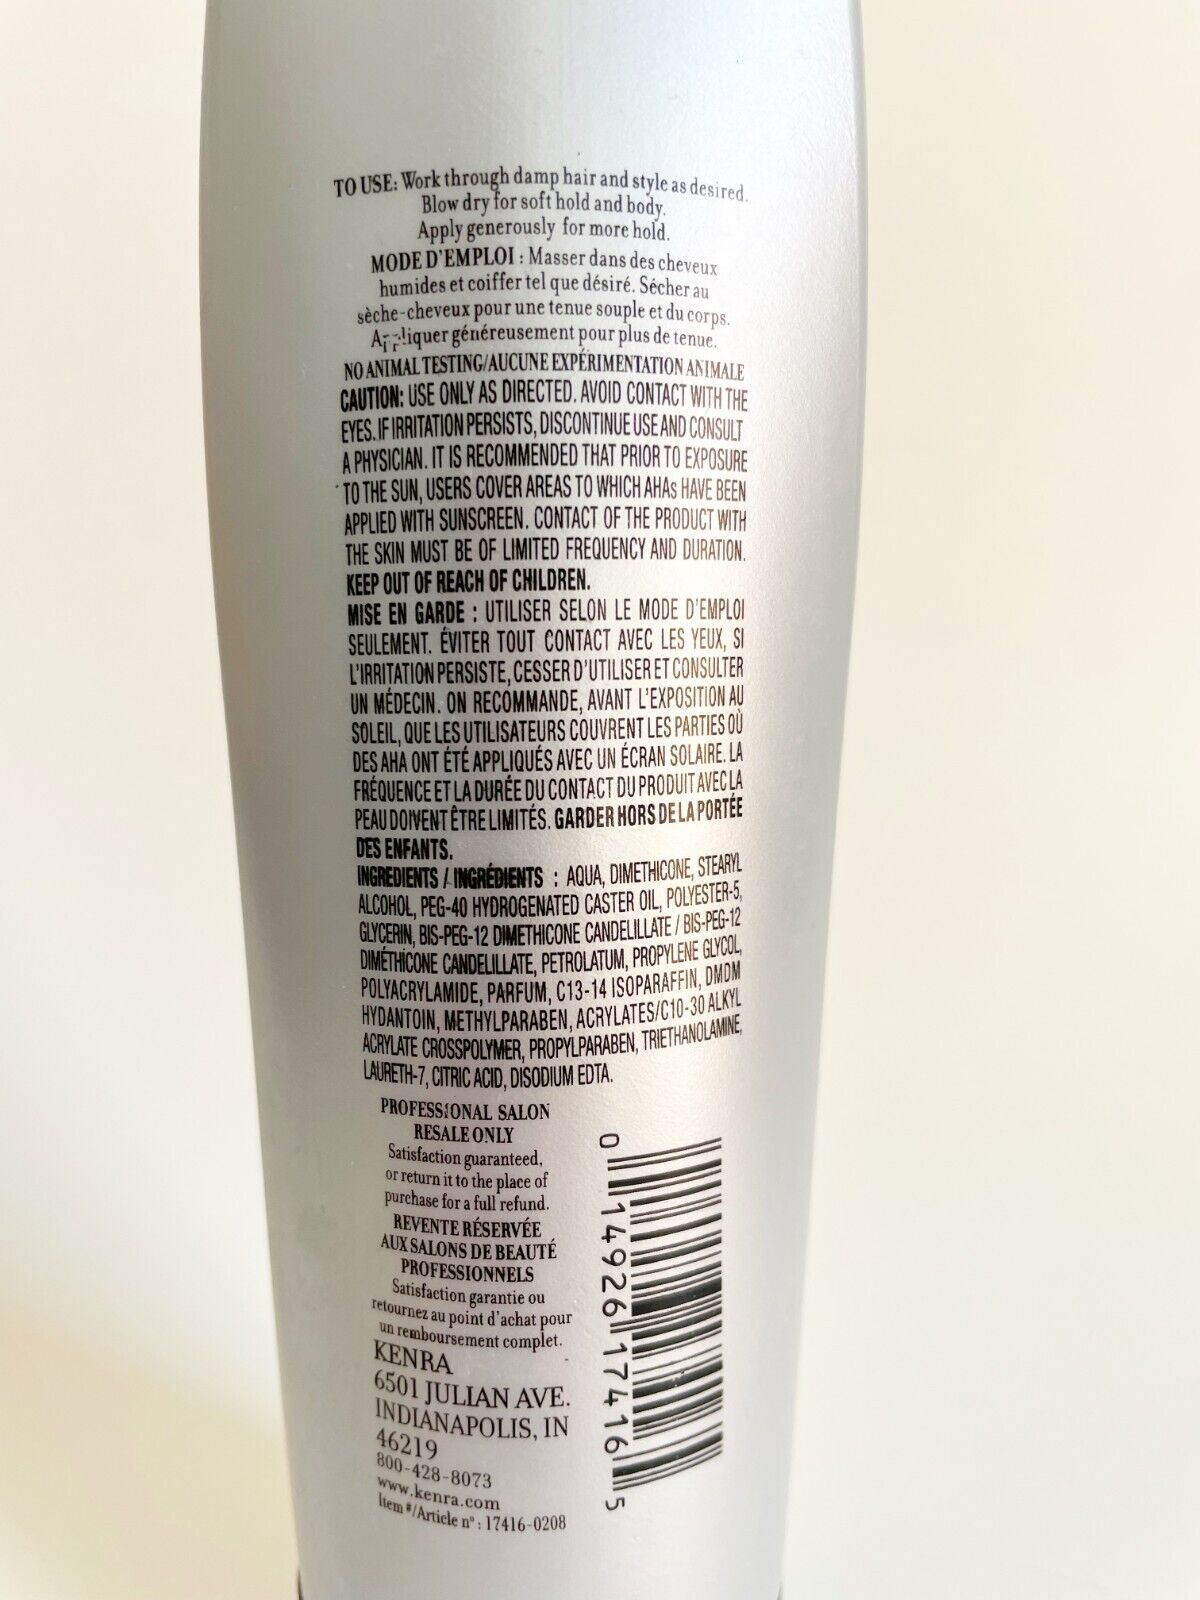 TO USE: Work through damp hair and style as desired.
Blow dry for soft hold and body.
Apply generously for more hold.
MODE D'EMPLOI : Masser dans des cheveux
humides et coiffer tel que désiré. Sécher au
sèche-cheveux pour une tenue souple et du corps.
Appliquer généreusement pour plus de tenue.
NO ANIMAL TESTING/AUCUNE EXPÉRIMENTATION ANIMALE
CAUTION: USE ONLY AS DIRECTED. AVOID CONTACT WITH THE
EYES. IF IRRITATION PERSISTS, DISCONTINUE USE AND CONSULT
A PHYSICIAN. IT IS RECOMMENDED THAT PRIOR TO EXPOSURE
TO THE SUN, USERS COVER AREAS TO WHICH AHAs HAVE BEEN
APPLIED WITH SUNSCREEN. CONTACT OF THE PRODUCT WITH
THE SKIN MUST BE OF LIMITED FREQUENCY AND DURATION.
KEEP OUT OF REACH OF CHILDREN.
MISE EN GARDE : UTILISER SELON LE MODE D'EMPLOI
SEULEMENT. ÉVITER TOUT CONTACT AVEC LES YEUX, SI
L'IRRITATION PERSISTE, CESSER D'UTILISER ET CONSULTER
UN MÉDECIN. ON RECOMMANDE, AVANT L'EXPOSITION AU
SOLEIL, QUE LES UTILISATEURS COUVRENT LES PARTIES OÙ
DES AHA ONT ÉTÉ APPLIQUÉS AVEC UN ÉCRAN SOLAIRE. LA
FRÉQUENCE ET LA DURÉE DU CONTACT DU PRODUIT AVEC LA
PEAU DOIVENT ÊTRE LIMITÉS. GARDER HORS DE LA PORTÉE
DES ENFANTS.
INGREDIENTS / INGRÉDIENTS : AQUA, DIMETHICONE, STEARYL
ALCOHOL, PEG-40 HYDROGENATED CASTER OIL, POLYESTER-5,
GLYCERIN, BIS-PEG-12 DIMETHICONE CANDELILLATE / BIS-PEG-12
DIMÉTHICONE CANDELILLATE, PETROLATUM, PROPYLENE GLYCOL,
POLYACRYLAMIDE, PARFUM, C13-14 ISOPARAFFIN, DMDM
HYDANTOIN, METHYLPARABEN, ACRYLATES/C10-30 ALKYL
ACRYLATE CROSSPOLYMER, PROPYLPARABEN, TRIETHANOLAMINE,
LAURETH-7, CITRIC ACID, DISODIUM EDTA.
PROFESSIONAL SALON
RESALE ONLY
Satisfaction guaranteed,
or return it to the place of
purchase for a full refund.
REVENTE RÉSERVÉE
AUX SALONS DE BEAUTÉ
PROFESSIONNELS
Satisfaction garantie ou
retournez au point d'achat pour
un remboursement complet.
KENRA
6501 JULIAN AVE.
INDIANAPOLIS, IN
46219
800-428-8073
www.kenra.com
Item #/Article nº : 17416-0208
0 14926 17416 5